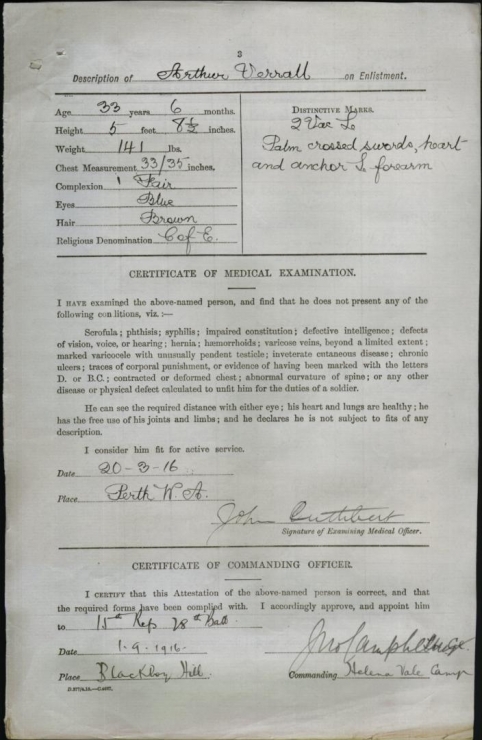 3
Description of Arthur Verrall on Enlistment.
Age 33 years 6 months.
Height 5 feet 8½ inches.
Weight 141 lbs.
Chest Measurement 33/35 inches.
Complexion Fair
Eyes Blue
Hair Brown
Religious Denomination C of E.
DISTINCTIVE MARKS.
2 Vac L.
Palm crossed swords, heart
and anchor L. forearm
CERTIFICATE OF MEDICAL EXAMINATION.
I HAVE examined the above-named person, and find that he does not present any of the
following conditions, viz. :—
Scrofula; phthisis; syphilis; impaired constitution; defective intelligence; defects
of vision, voice, or hearing; hernia; hæmorrhoids; varicose veins, beyond a limited extent;
marked varicocele with unusually pendent testicle; inveterate cutaneous disease; chronic
ulcers; traces of corporal punishment, or evidence of having been marked with the letters
D. or B.C.; contracted or deformed chest; abnormal curvature of spine; or any other
disease or physical defect calculated to unfit him for the duties of a soldier.
He can see the required distance with either eye; his heart and lungs are healthy; he
has the free use of his joints and limbs; and he declares he is not subject to fits of any
description.
I consider him fit for active service.
Date 20-3-16
Place Perth W. A.
John Cuthbert
Signature of Examining Medical Officer.
CERTIFICATE OF COMMANDING OFFICER.
I CERTIFY that this Attestation of the above-named person is correct, and that
the required forms have been complied with. I accordingly approve, and appoint him
to 15th Reps 28th Batt
Date 1.9.1916.
Jno Campbell
Place Blackboy Hill
Commanding Helena Vale Camp